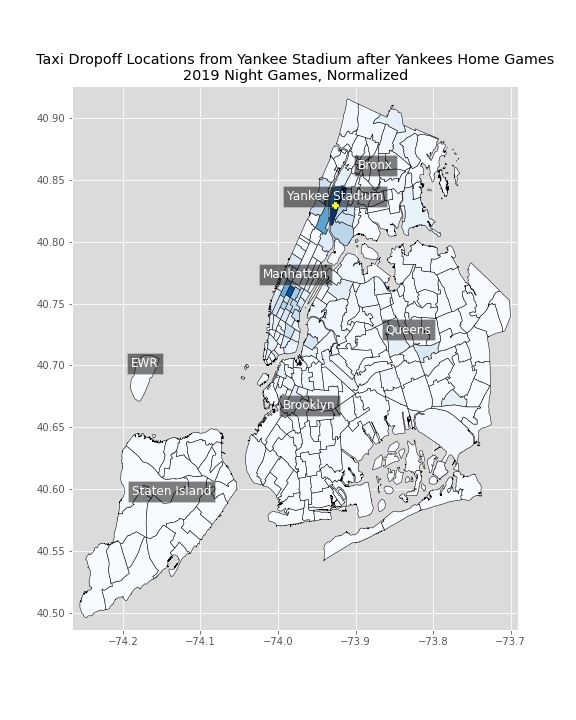 Taxi Dropoff Locations from Yankee Stadium after Yankees Home Games
2019 Night Games, Normalized
40.90
Bronx
40.85
Yankee Stadium
40.80
Manhattan
40.75
Queens
40.70
EWR
Brooklyn
40.65
40.60
Staten Island
40.55
40.50
−74.2
−74.1
−74.0
−73.9
−73.8
−73.7